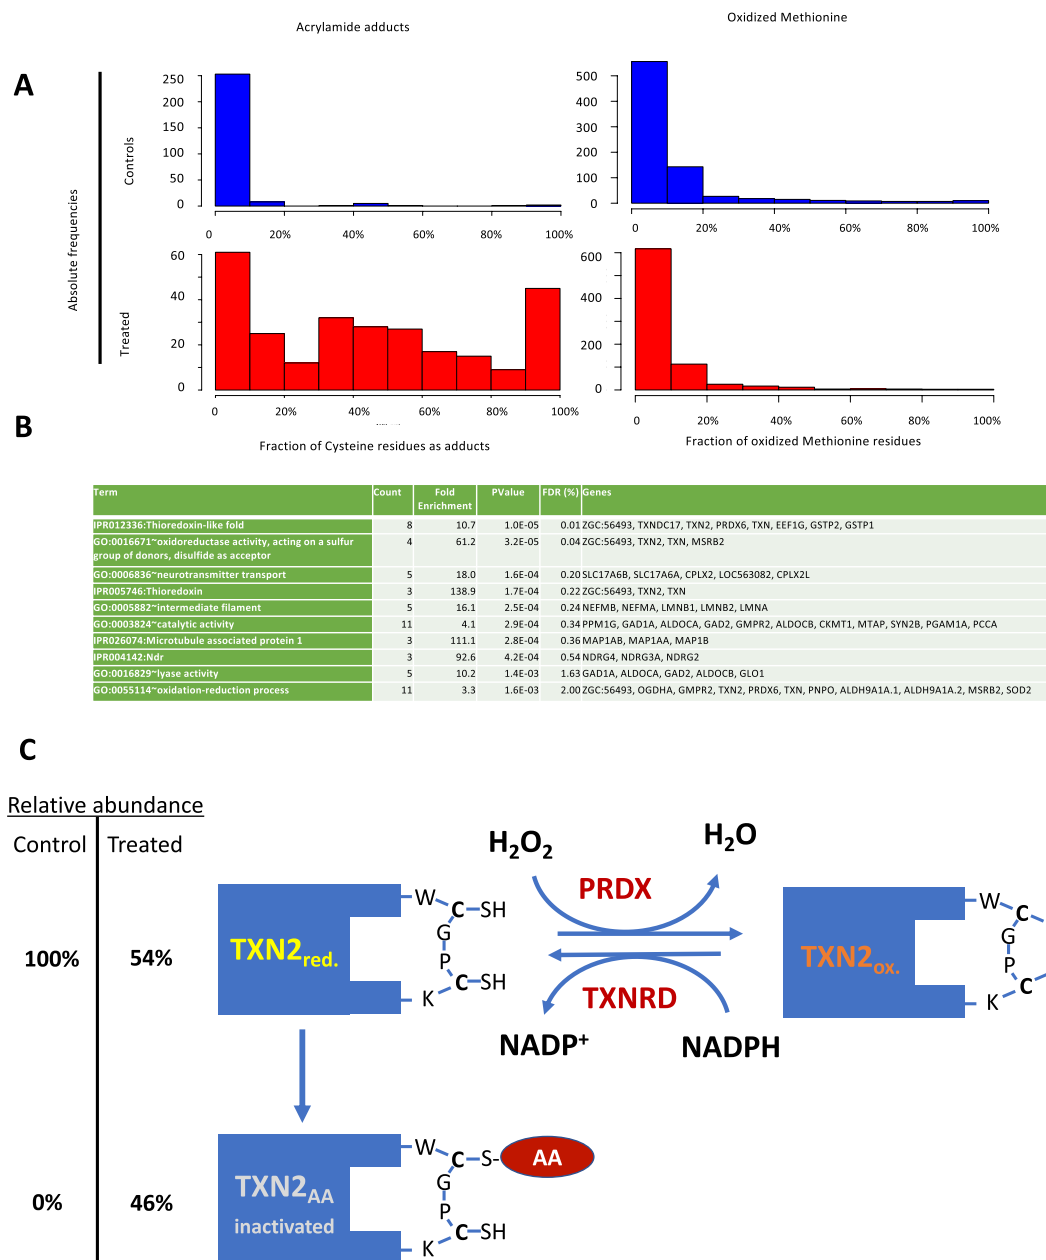 Acrylamide adducts
Oxidized Methionine
A
Absolute frequencies
Controls
250
200
150
100
50
0
0 20% 40% 60% 80% 100%
500
400
300
200
100
0
0 20% 40% 60% 80% 100%
Treated
60
40
20
0
0 20% 40% 60% 80% 100%
600
400
200
0
0 20% 40% 60% 80% 100%
Fraction of Cysteine residues as adducts
Fraction of oxidized Methionine residues
B
Term Count Fold Enrichment PValue FDR (%) Genes
IPR012336:Thioredoxin-like fold 8 10.7 1.0E-05 0.01 ZGC:56493, TXNDC17, TXN2, PRDX6, TXN, EEF1G, GSTP2, GSTP1
GO:0016671~oxidoreductase activity, acting on a sulfur group of donors, disulfide as acceptor 4 61.2 3.2E-05 0.04 ZGC:56493, TXN2, TXN, MSRB2
GO:0006836~neurotransmitter transport 5 18.0 1.6E-04 0.20 SLC17A6B, SLC17A6A, CPLX2, LOC563082, CPLX2L
IPR005746:Thioredoxin 3 138.9 1.7E-04 0.22 ZGC:56493, TXN2, TXN
GO:0005882~intermediate filament 5 16.1 2.5E-04 0.24 NEFMB, NEFMA, LMNB1, LMNB2, LMNA
GO:0003824~catalytic activity 11 4.1 2.9E-04 0.34 PPM1G, GAD1A, ALDOCA, GAD2, GMPR2, ALDOCB, CKMT1, MTAP, SYN2B, PGAM1A, PCCA
IPR026074:Microtubule associated protein 1 3 111.1 2.8E-04 0.36 MAP1AB, MAP1AA, MAP1B
IPR004142:Ndr 3 92.6 4.2E-04 0.54 NDRG4, NDRG3A, NDRG2
GO:0016829~lyase activity 5 10.2 1.4E-03 1.63 GAD1A, ALDOCA, GAD2, ALDOCB, GLO1
GO:0055114~oxidation-reduction process 11 3.3 1.6E-03 2.00 ZGC:56493, OGDHA, GMPR2, TXN2, PRDX6, TXN, PNPO, ALDH9A1A.1, ALDH9A1A.2, MSRB2, SOD2
C
Relative abundance
Control Treated
100% 54%
TXN2red.
W
C-SH
G
P
C-SH
K
H2O2
H2O
PRDX
TXNRD
NADP+
NADPH
TXN2ox.
W
C
G
P
C
K
0% 46%
TXN2AA
inactivated
W
C-S-AA
G
P
C-SH
K